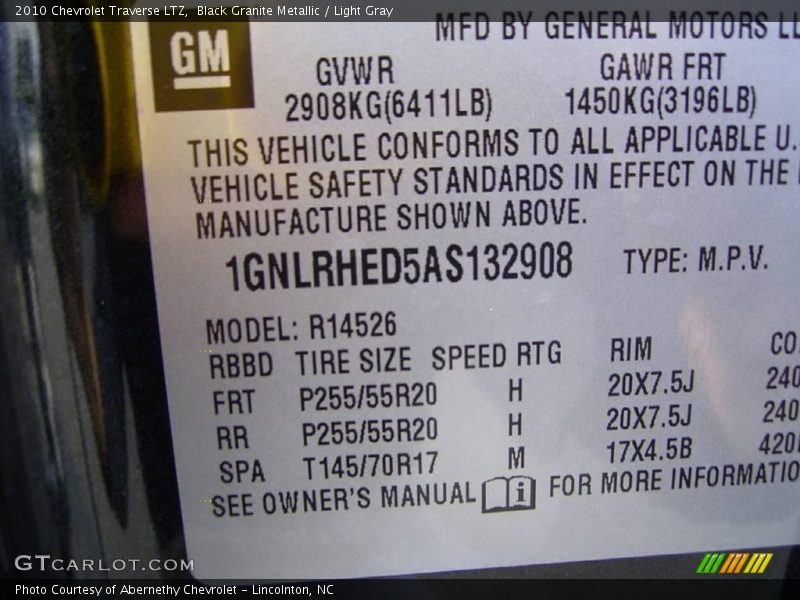 2010 Chevrolet Traverse LTZ, Black Granite Metallic / Light Gray
MFD BY GENERAL MOTORS
GM
GVWR GAWR FRT
2908KG(6411LB) 1450KG(3196LB)
THIS VEHICLE CONFORMS TO ALL APPLICABLE U.
VEHICLE SAFETY STANDARDS IN EFFECT ON THE
MANUFACTURE SHOWN ABOVE.
1GNLRHED5AS132908 TYPE: M.P.V.
MODEL: R14526
RBBD TIRE SIZE SPEED RTG RIM CO
FRT P255/55R20 H 20X7.5J 240
RR P255/55R20 H 20X7.5J 240
SPA T145/70R17 M 17X4.5B 420
SEE OWNER'S MANUAL i FOR MORE INFORMATIO
GTCARLOT.COM
Photo Courtesy of Abernethy Chevrolet - Lincolnton, NC